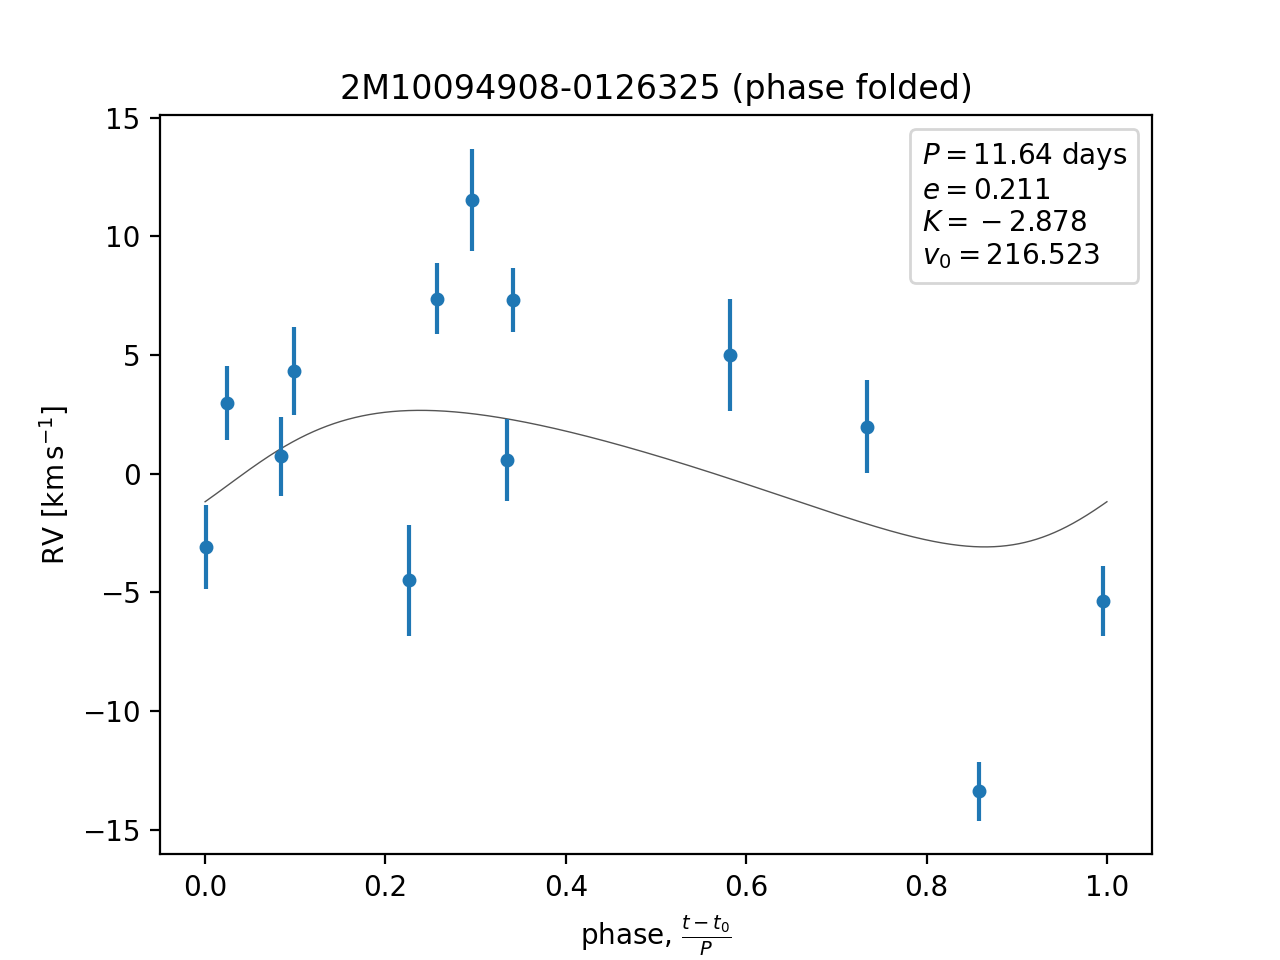 2M10094908-0126325 (phase folded)
P = 11.64 days
e = 0.211
K = −2.878
v₀ = 216.523
RV [km s⁻¹]
15
10
5
0
−5
−10
−15
0.0 0.2 0.4 0.6 0.8 1.0
phase, (t − t₀)/P